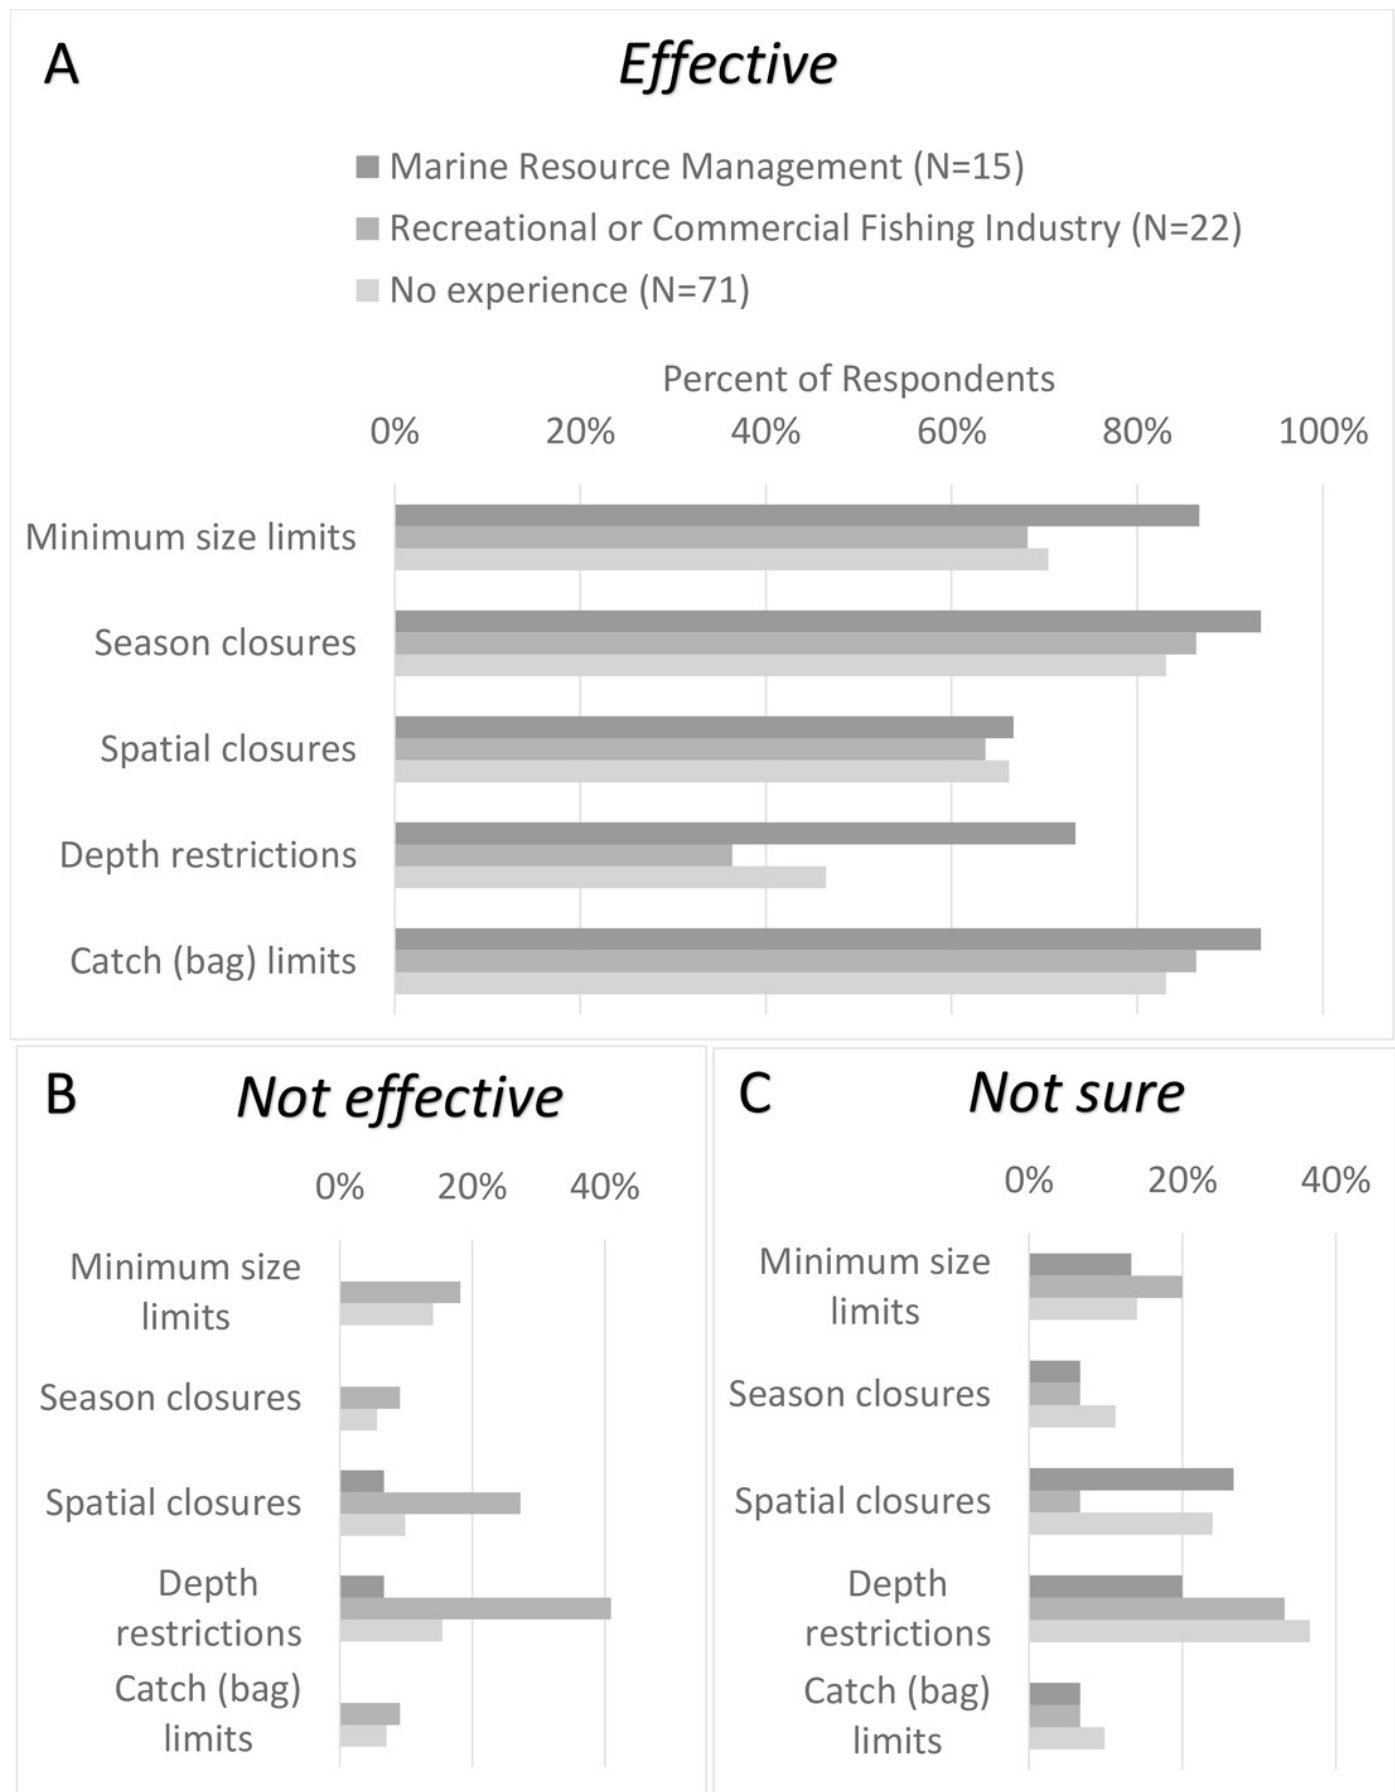 A
Effective
Marine Resource Management (N=15)
Recreational or Commercial Fishing Industry (N=22)
No experience (N=71)
Percent of Respondents
0% 20% 40% 60% 80% 100%
Minimum size limits
Season closures
Spatial closures
Depth restrictions
Catch (bag) limits
B
Not effective
0% 20% 40%
Minimum size
limits
Season closures
Spatial closures
Depth
restrictions
Catch (bag)
limits
C
Not sure
0% 20% 40%
Minimum size
limits
Season closures
Spatial closures
Depth
restrictions
Catch (bag)
limits